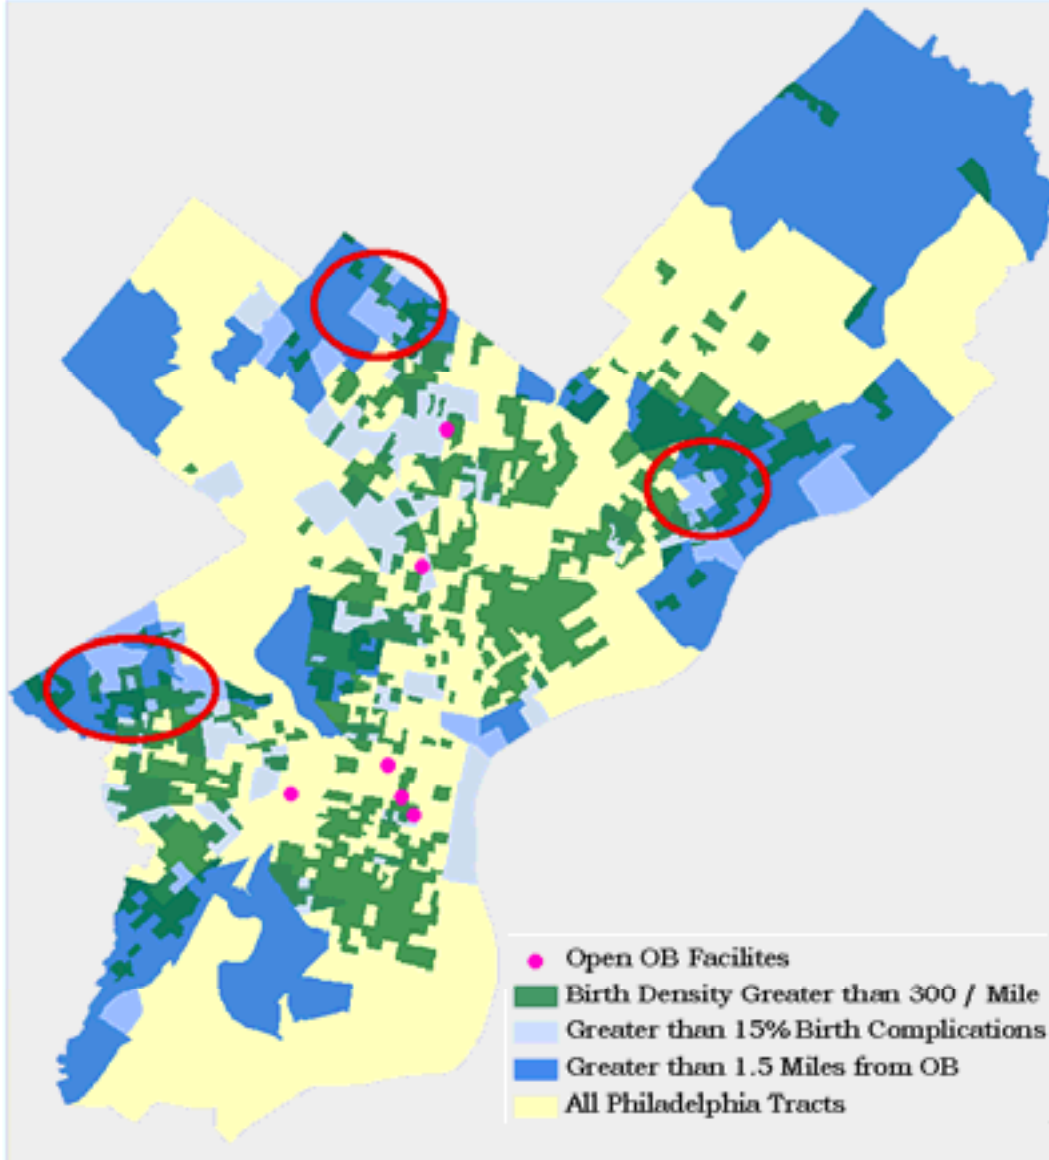 Open OB Facilites
Birth Density Greater than 300 / Mile
Greater than 15% Birth Complications
Greater than 1.5 Miles from OB
All Philadelphia Tracts